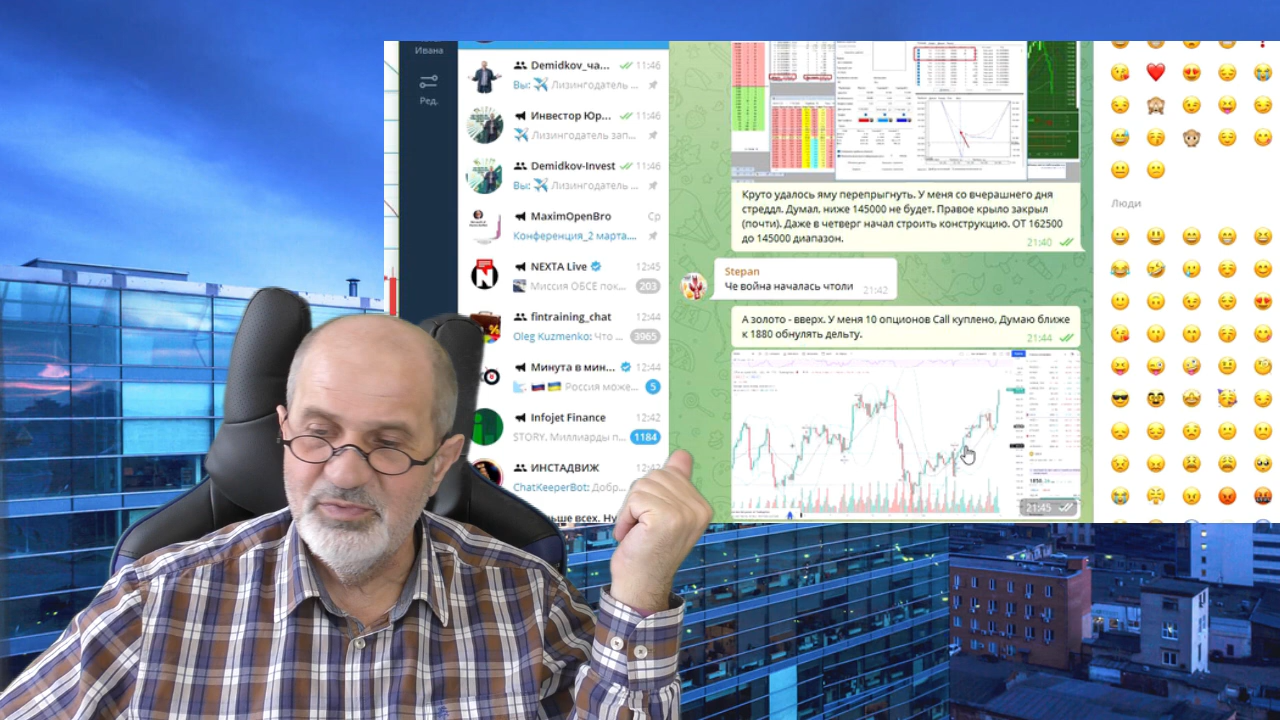 Ивана
Ред.
Demidkov_ча... 11:46
Вы: Лизингодатель ...
Инвестор Юр... 11:46
Лизингодатель зап...
Demidkov-Invest 11:46
Вы: Лизингодатель ...
MaximOpenBro Ср
Конференция_2 марта....
NEXTA Live 12:45
Миссия ОБСЕ пок... 203
fintraining_chat 12:44
Oleg Kuzmenko: Что ... 3965
Минута в мин... 12:44
Россия може... 5
Infojet Finance 12:42
STORY. Миллиарды п... 1184
ИНСТАДВИЖ
ChatKeeperBot: Добр...
Круто удалось яму перепрыгнуть. У меня со вчерашнего дня
стреддл. Думал, ниже 145000 не будет. Правое крыло закрыл
(почти). Даже в четверг начал строить конструкцию. ОТ 162500
до 145000 диапазон.
21:40
Stepan
Че война началась чтоли 21:42
А золото - вверх. У меня 10 опционов Call куплено, Думаю ближе
к 1880 обнулять дельту.
21:44
21:45
Люди